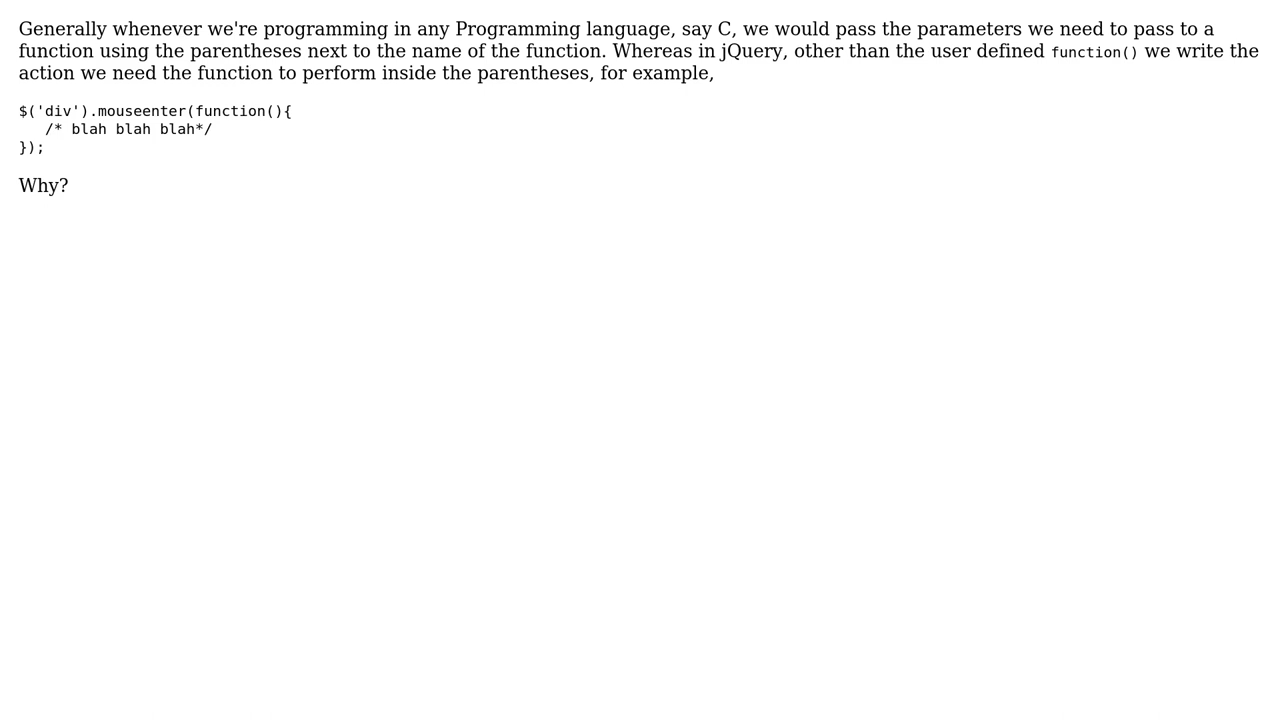 Generally whenever we're programming in any Programming language, say C, we would pass the parameters we need to pass to a
function using the parentheses next to the name of the function. Whereas in jQuery, other than the user defined function() we write the
action we need the function to perform inside the parentheses, for example,
$('div').mouseenter(function(){
   /* blah blah blah*/
});
Why?